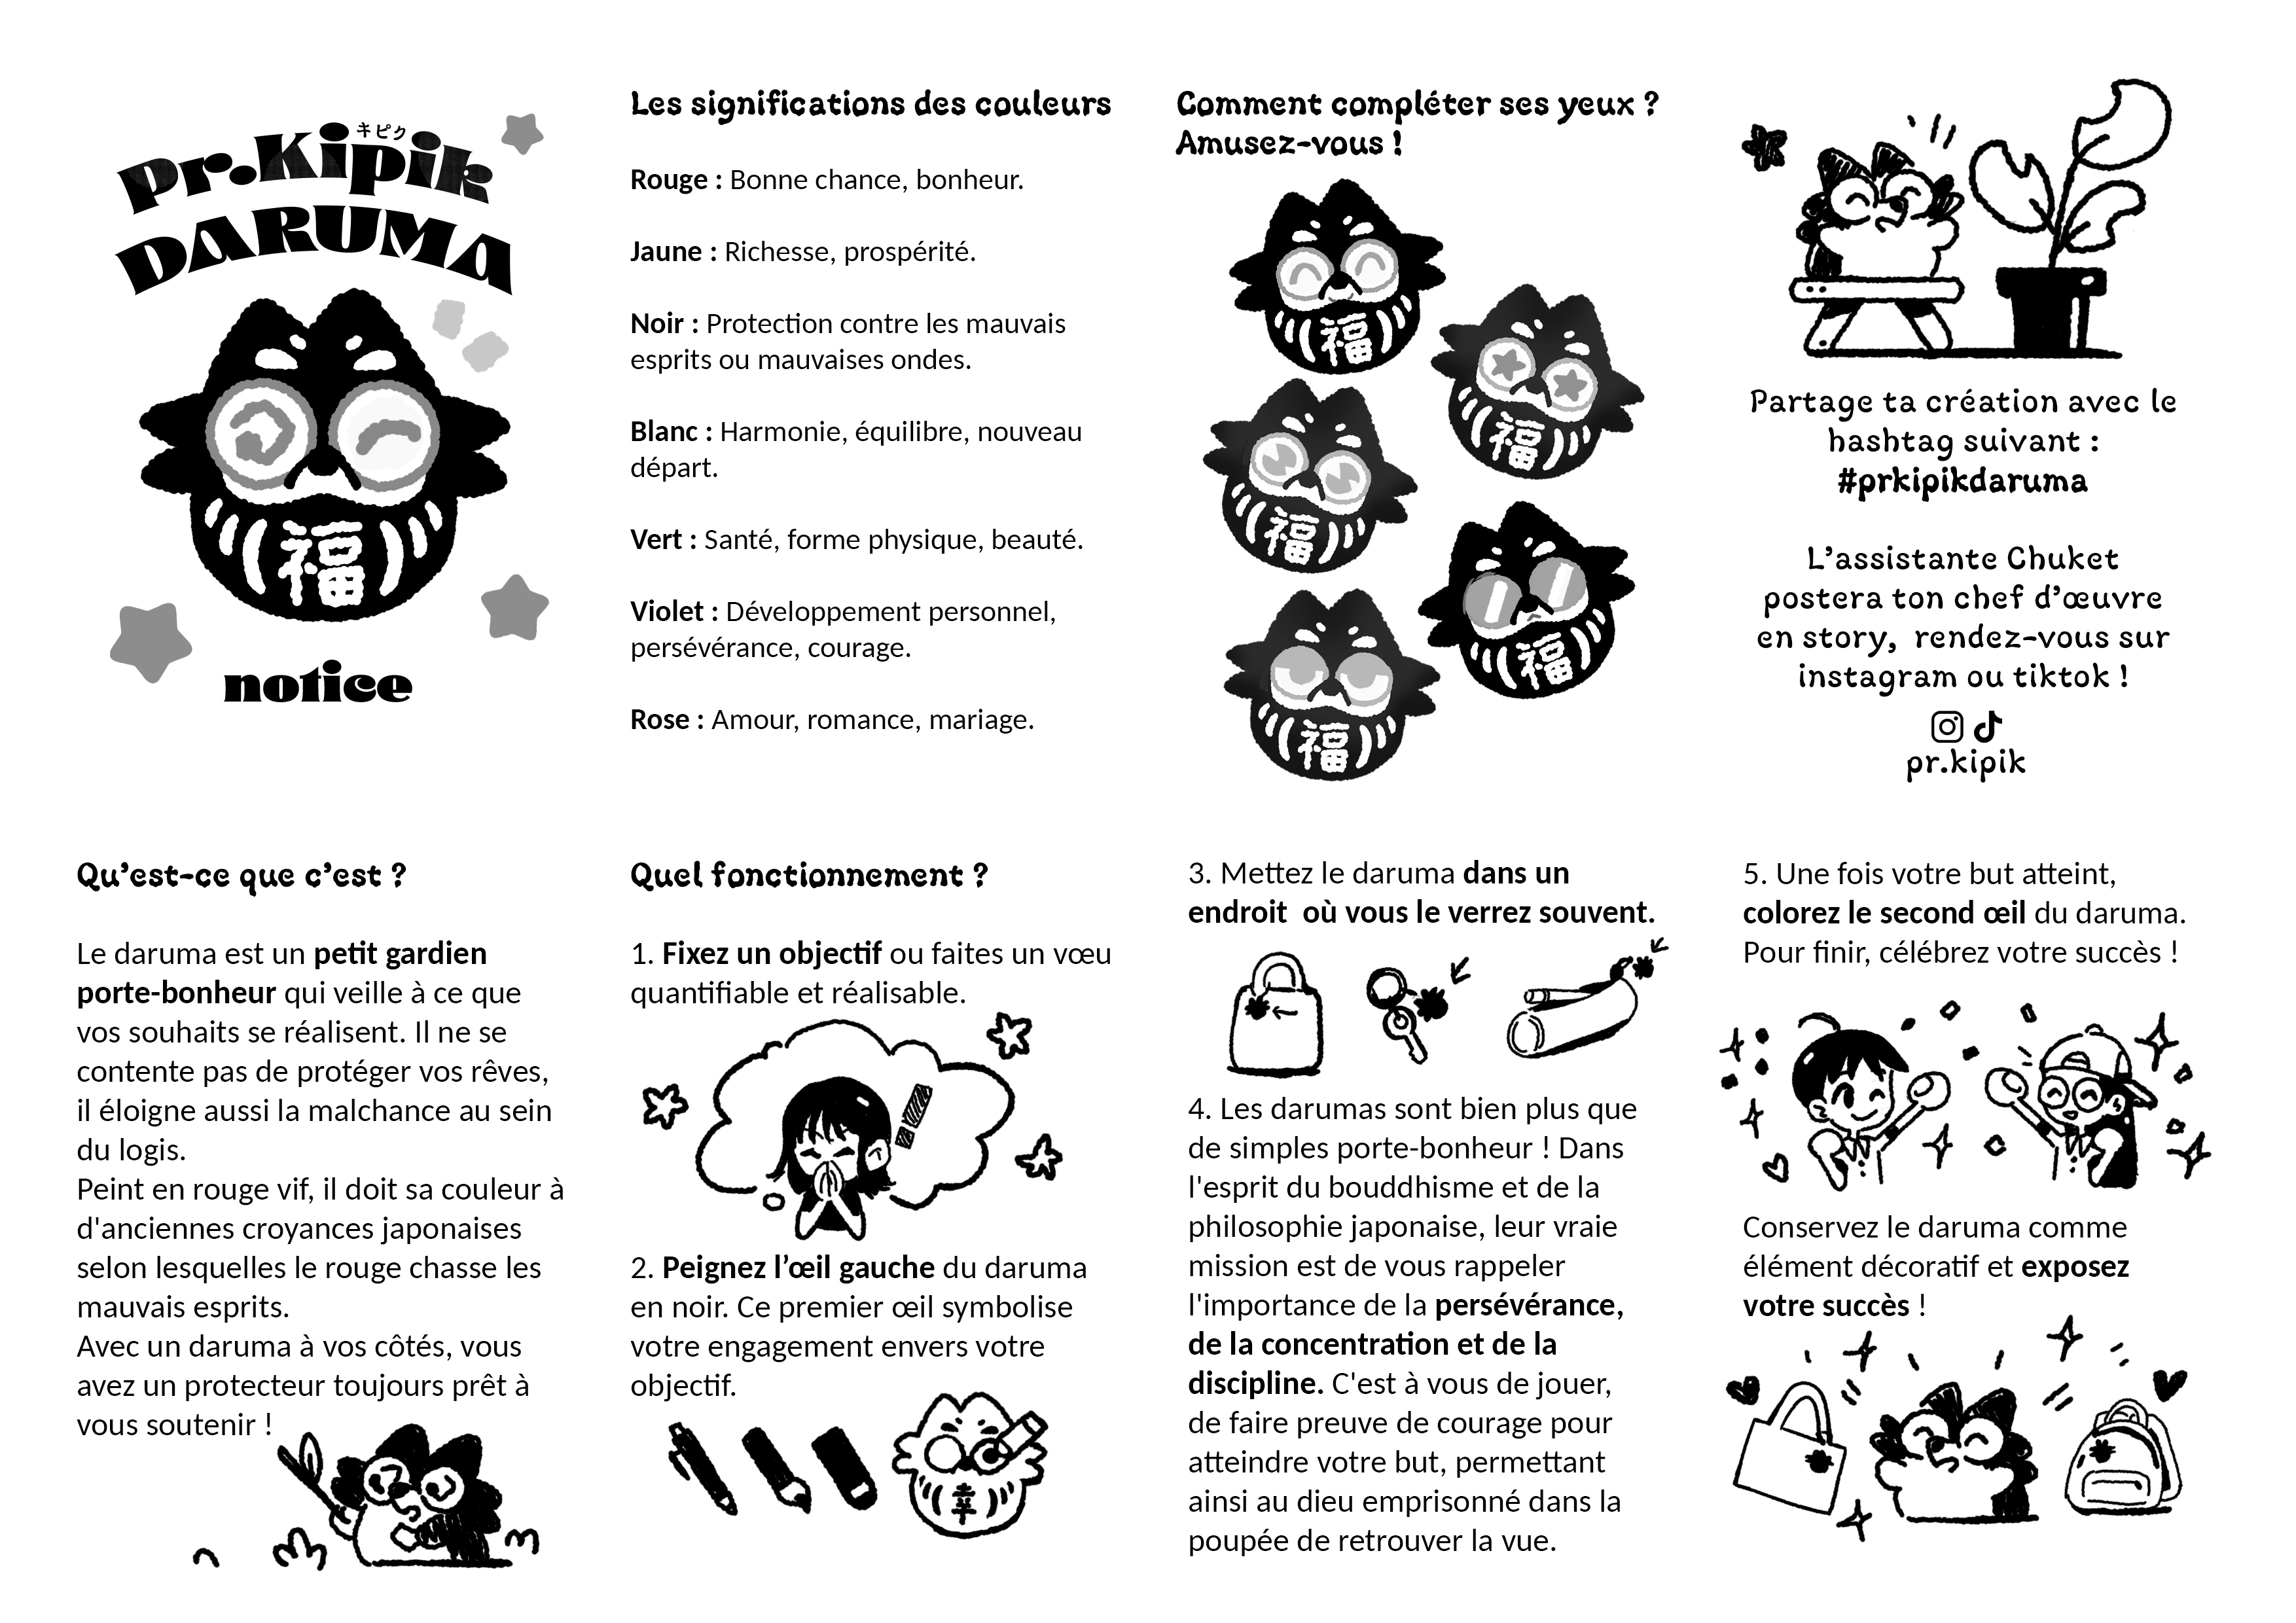 キピク
Pr.Kipik
DARUMA
福
notice
Les significations des couleurs
Rouge : Bonne chance, bonheur.
Jaune : Richesse, prospérité.
Noir : Protection contre les mauvais
esprits ou mauvaises ondes.
Blanc : Harmonie, équilibre, nouveau
départ.
Vert : Santé, forme physique, beauté.
Violet : Développement personnel,
persévérance, courage.
Rose : Amour, romance, mariage.
Comment compléter ses yeux ?
Amusez-vous !
福
福
福
福
福
Partage ta création avec le
hashtag suivant :
#prkipikdaruma
L'assistante Chuket
postera ton chef d'œuvre
en story,  rendez-vous sur
instagram ou tiktok !
pr.kipik
Qu'est-ce que c'est ?
Le daruma est un petit gardien
porte-bonheur qui veille à ce que
vos souhaits se réalisent. Il ne se
contente pas de protéger vos rêves,
il éloigne aussi la malchance au sein
du logis.
Peint en rouge vif, il doit sa couleur à
d'anciennes croyances japonaises
selon lesquelles le rouge chasse les
mauvais esprits.
Avec un daruma à vos côtés, vous
avez un protecteur toujours prêt à
vous soutenir !
Quel fonctionnement ?
1. Fixez un objectif ou faites un vœu
quantifiable et réalisable.
2. Peignez l'œil gauche du daruma
en noir. Ce premier œil symbolise
votre engagement envers votre
objectif.
幸
3. Mettez le daruma dans un
endroit  où vous le verrez souvent.
4. Les darumas sont bien plus que
de simples porte-bonheur ! Dans
l'esprit du bouddhisme et de la
philosophie japonaise, leur vraie
mission est de vous rappeler
l'importance de la persévérance,
de la concentration et de la
discipline. C'est à vous de jouer,
de faire preuve de courage pour
atteindre votre but, permettant
ainsi au dieu emprisonné dans la
poupée de retrouver la vue.
5. Une fois votre but atteint,
colorez le second œil du daruma.
Pour finir, célébrez votre succès !
Conservez le daruma comme
élément décoratif et exposez
votre succès !